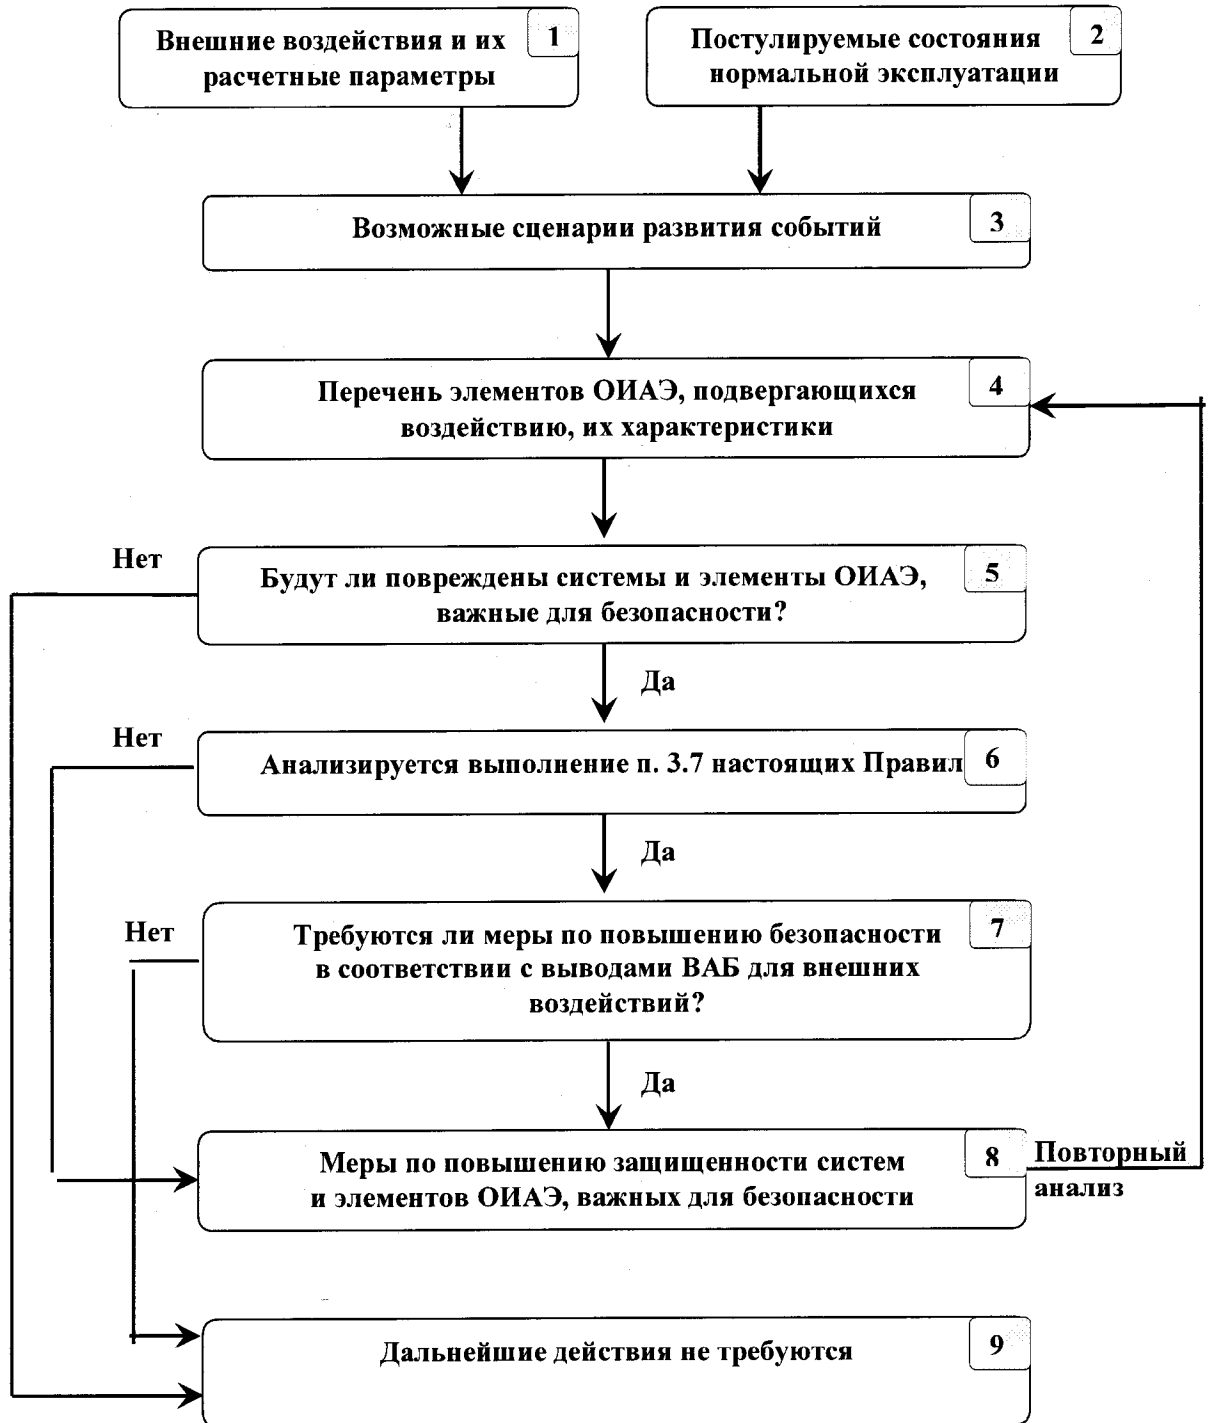 Внешние воздействия и их
расчетные параметры
1
Постулируемые состояния
нормальной эксплуатации
2
Возможные сценарии развития событий
3
Перечень элементов ОИАЭ, подвергающихся
воздействию, их характеристики
4
Нет
Будут ли повреждены системы и элементы ОИАЭ,
важные для безопасности?
5
Да
Нет
Анализируется выполнение п. 3.7 настоящих Правил
6
Да
Нет
Требуются ли меры по повышению безопасности
в соответствии с выводами ВАБ для внешних
воздействий?
7
Да
Меры по повышению защищенности систем
и элементов ОИАЭ, важных для безопасности
8
Повторный
анализ
Дальнейшие действия не требуются
9